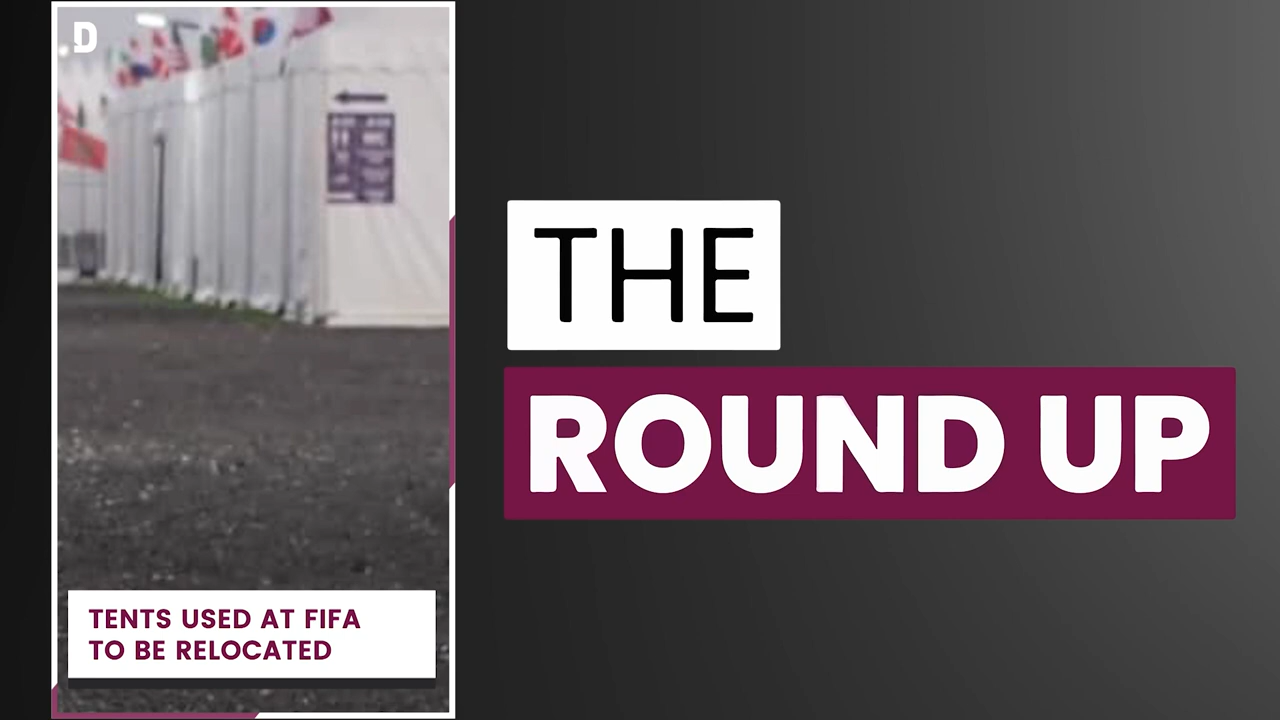 D
TENTS USED AT FIFA
TO BE RELOCATED
THE
ROUND UP